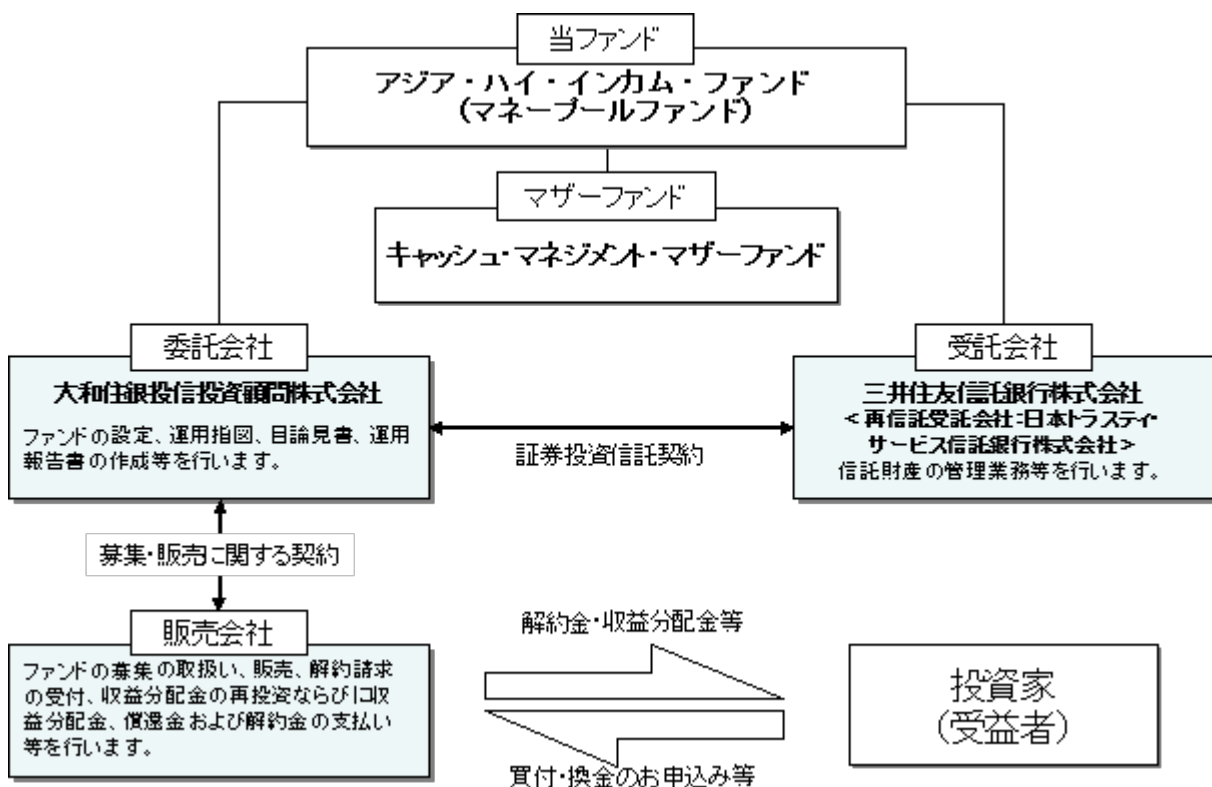 当ファンド
アジア・ハイ・インカム・ファンド
(マネープールファンド)
マザーファンド
キャッシュ・マネジメント・マザーファンド
委託会社
大和住銀投信投資顧問株式会社
ファンドの設定、運用指図、目論見書、運用
報告書の作成等を行います。
受託会社
三井住友信託銀行株式会社
<再信託受託会社:日本トラスティ・
サービス信託銀行株式会社>
信託財産の管理業務等を行います。
証券投資信託契約
募集・販売に関する契約
販売会社
ファンドの募集の取扱い、販売、解約請求
の受付、収益分配金の再投資ならびに収
益分配金、償還金および解約金の支払い
等を行います。
解約金・収益分配金等
買付・換金のお申込み等
投資家
(受益者)